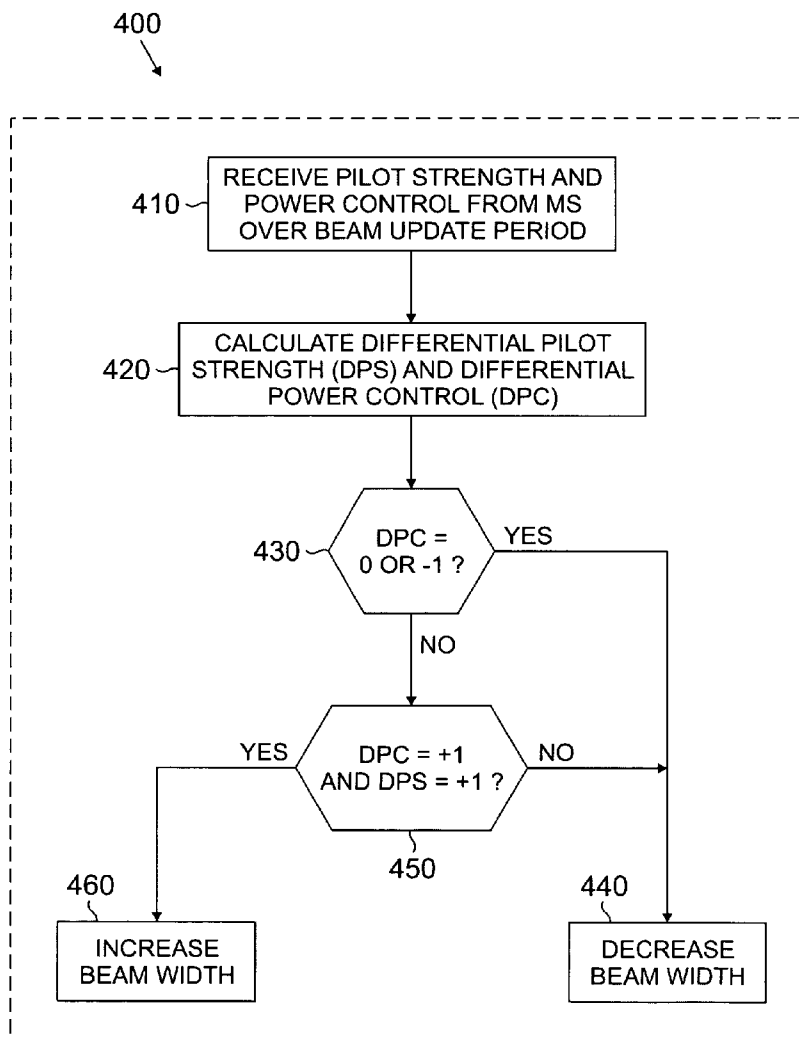 400
410
RECEIVE PILOT STRENGTH AND
POWER CONTROL FROM MS
OVER BEAM UPDATE PERIOD
420
CALCULATE DIFFERENTIAL PILOT
STRENGTH (DPS) AND DIFFERENTIAL
POWER CONTROL (DPC)
430
DPC =
0 OR -1 ?
YES
NO
YES
DPC = +1
AND DPS = +1 ?
NO
450
460
INCREASE
BEAM WIDTH
440
DECREASE
BEAM WIDTH